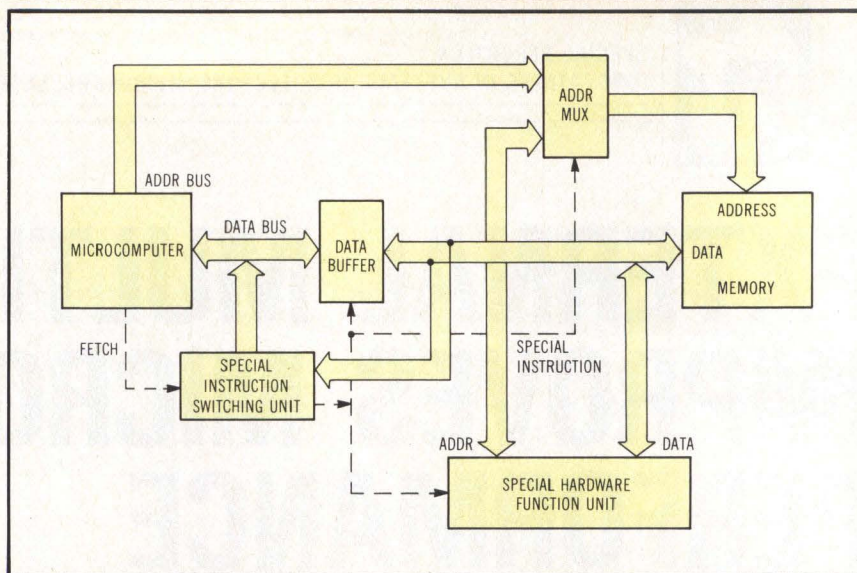 ADDR
MUX
ADDR BUS
DATA BUS
MICROCOMPUTER
DATA
BUFFER
ADDRESS
DATA
MEMORY
FETCH
SPECIAL
INSTRUCTION
SWITCHING UNIT
SPECIAL
INSTRUCTION
ADDR
DATA
SPECIAL HARDWARE
FUNCTION UNIT